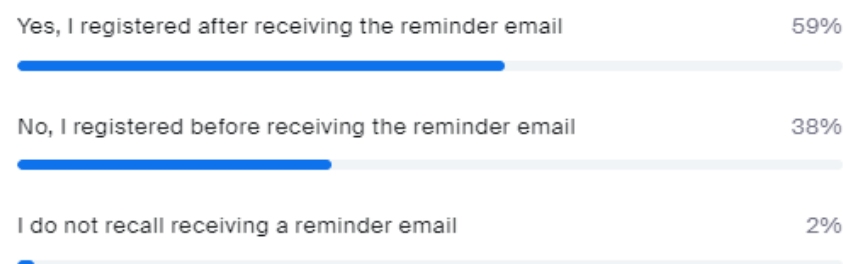 Yes, I registered after receiving the reminder email 59%
No, I registered before receiving the reminder email 38%
I do not recall receiving a reminder email 2%